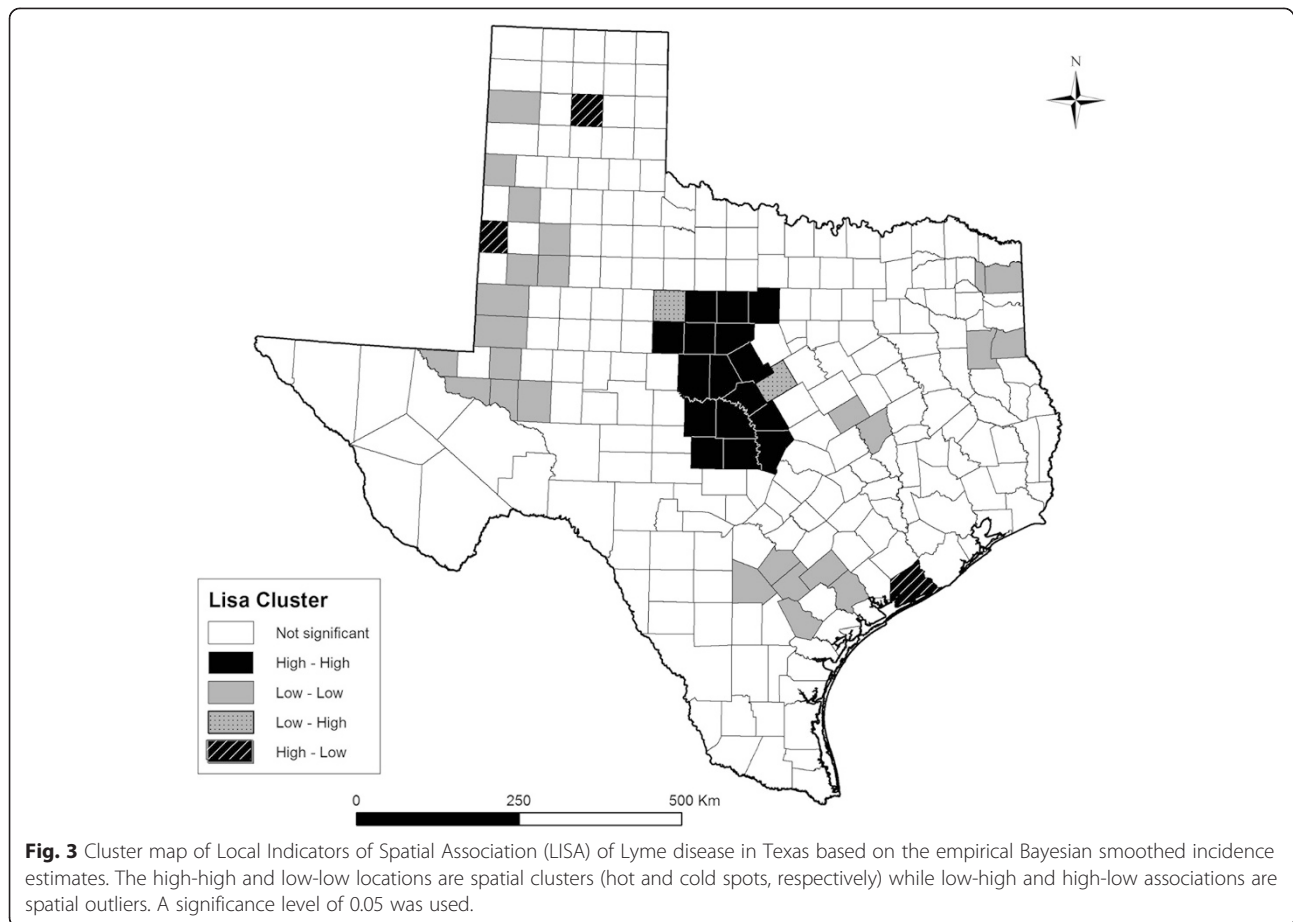 N
Lisa Cluster
Not significant
High - High
Low - Low
Low - High
High - Low
0 250 500 Km
Fig. 3 Cluster map of Local Indicators of Spatial Association (LISA) of Lyme disease in Texas based on the empirical Bayesian smoothed incidence
estimates. The high-high and low-low locations are spatial clusters (hot and cold spots, respectively) while low-high and high-low associations are
spatial outliers. A significance level of 0.05 was used.